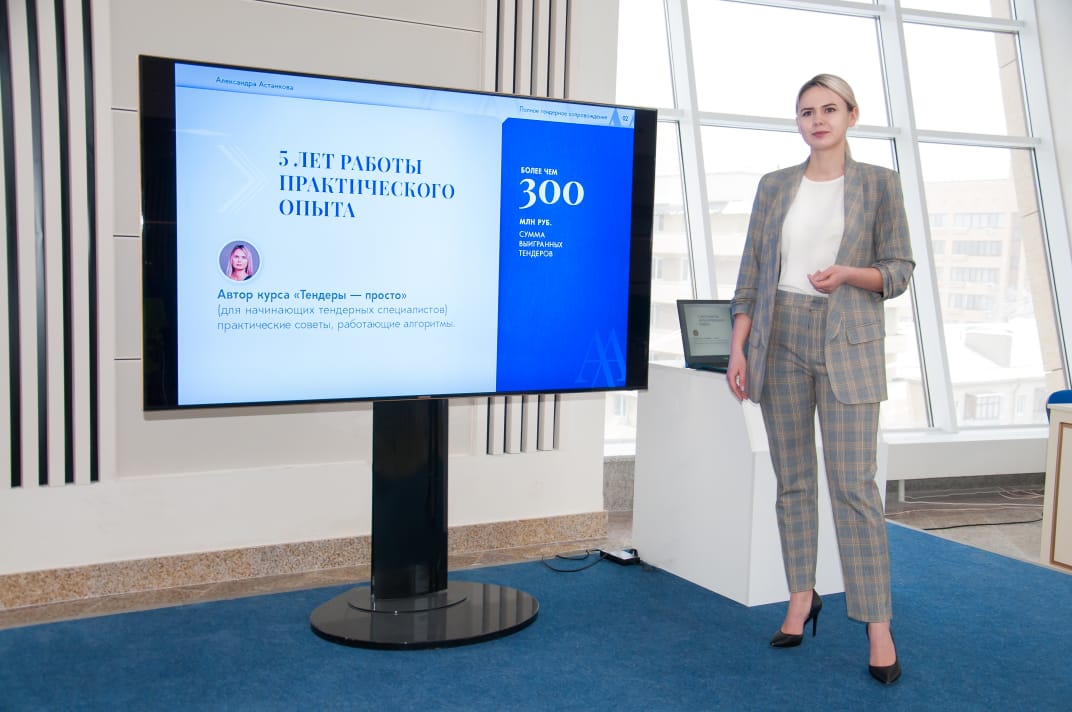 Александра Астанкова
Полное тендерное сопровождение
02
5 ЛЕТ РАБОТЫ
ПРАКТИЧЕСКОГО
ОПЫТА
Автор курса «Тендеры — просто»
(для начинающих тендерных специалистов)
практические советы, работающие алгоритмы.
БОЛЕЕ ЧЕМ
300
МЛН РУБ.
СУММА
ВЫИГРАННЫХ
ТЕНДЕРОВ